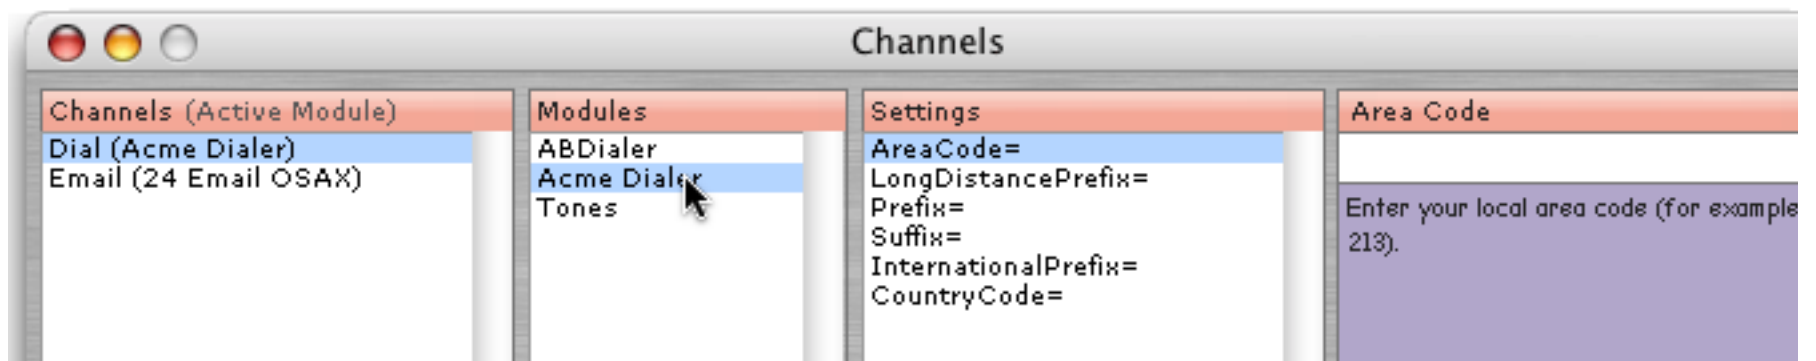 Channels
Channels (Active Module)
Dial (Acme Dialer)
Email (24 Email OSAX)
Modules
ABDialer
Acme Dialer
Tones
Settings
AreaCode=
LongDistancePrefix=
Prefix=
Suffix=
InternationalPrefix=
CountryCode=
Area Code
Enter your local area code (for example
213).